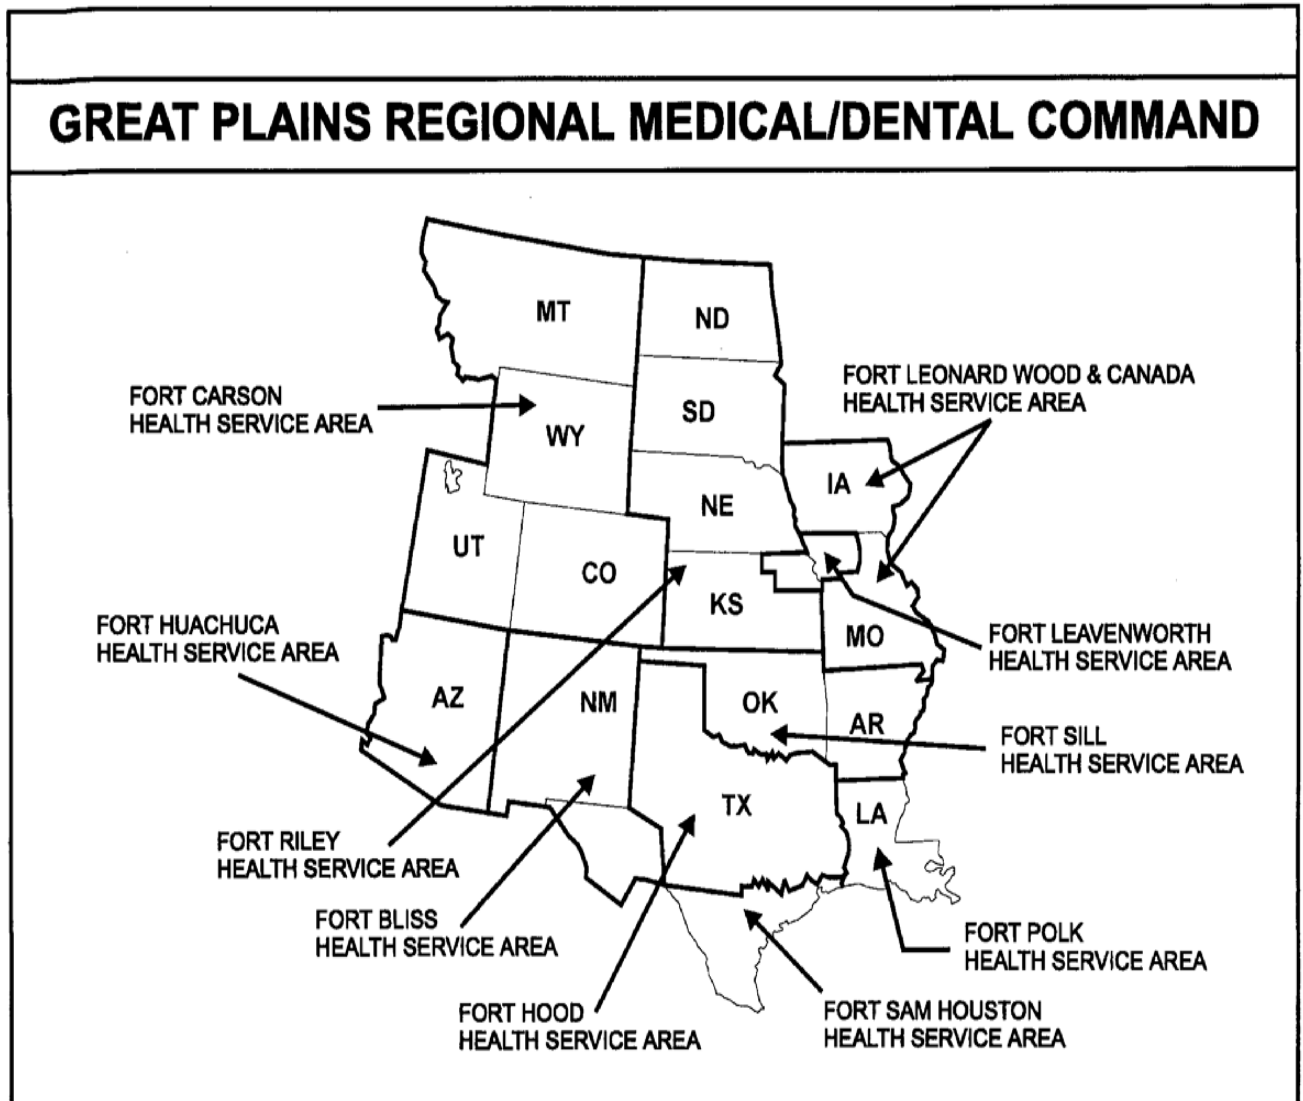 GREAT PLAINS REGIONAL MEDICAL/DENTAL COMMAND
MT
ND
FORT LEONARD WOOD & CANADA
HEALTH SERVICE AREA
FORT CARSON
HEALTH SERVICE AREA
SD
WY
IA
NE
UT
CO
KS
FORT HUACHUCA
HEALTH SERVICE AREA
MO
FORT LEAVENWORTH
HEALTH SERVICE AREA
AZ
NM
OK
AR
FORT SILL
HEALTH SERVICE AREA
TX
LA
FORT RILEY
HEALTH SERVICE AREA
FORT BLISS
HEALTH SERVICE AREA
FORT POLK
HEALTH SERVICE AREA
FORT HOOD
HEALTH SERVICE AREA
FORT SAM HOUSTON
HEALTH SERVICE AREA